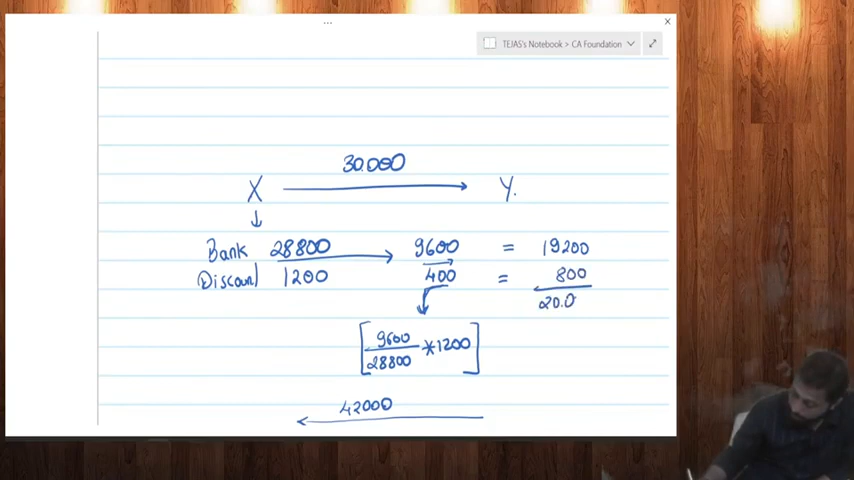 TEJAS's Notebook > CA Foundation
30.000
X Y.
Bank 28800 9600 = 19200
Discount 1200 400 = 800
20.0
[9600/28800 * 1200]
42000